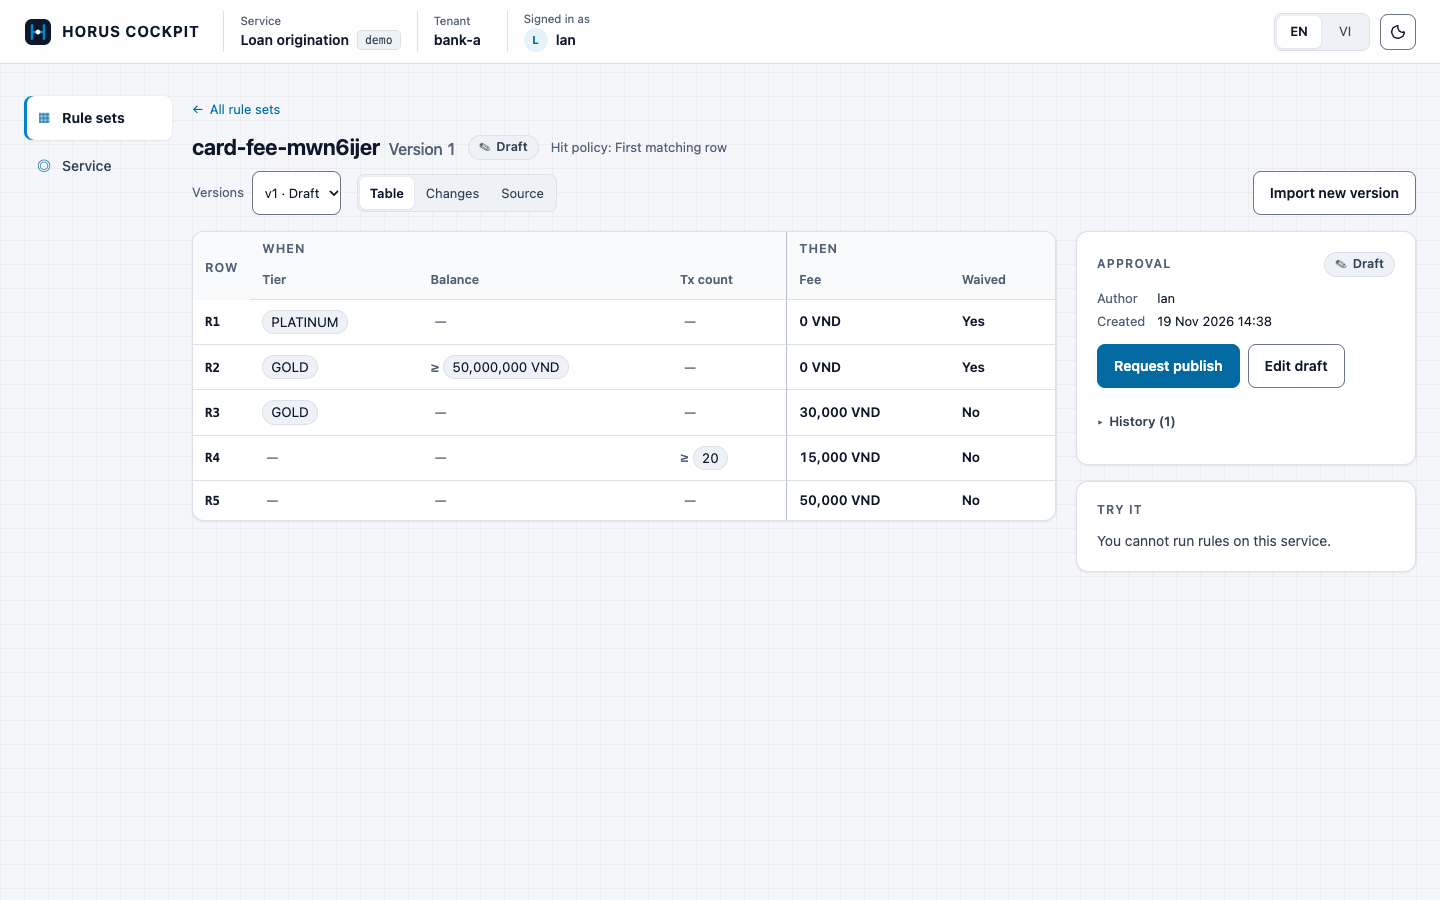 HORUS COCKPIT
Service
Loan origination demo
Tenant
bank-a
Signed in as
L lan
EN VI
Rule sets
Service
← All rule sets
card-fee-mwn6ijer Version 1 ✎ Draft Hit policy: First matching row
Versions v1 · Draft Table Changes Source Import new version
ROW WHEN THEN
Tier Balance Tx count Fee Waived
R1 PLATINUM — — 0 VND Yes
R2 GOLD ≥ 50,000,000 VND — 0 VND Yes
R3 GOLD — — 30,000 VND No
R4 — — ≥ 20 15,000 VND No
R5 — — — 50,000 VND No
APPROVAL ✎ Draft
Author lan
Created 19 Nov 2026 14:38
Request publish Edit draft
▸ History (1)
TRY IT
You cannot run rules on this service.